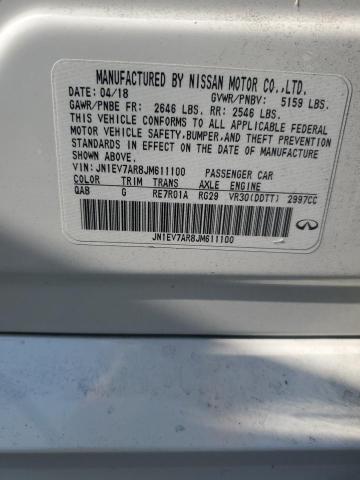 MANUFACTURED BY NISSAN MOTOR CO.,LTD.
DATE: 04/18 GVWR/PNBV: 5159 LBS.
GAWR/PNBE FR: 2646 LBS. RR: 2546 LBS.
THIS VEHICLE CONFORMS TO ALL APPLICABLE FEDERAL
MOTOR VEHICLE SAFETY, BUMPER, AND THEFT PREVENTION
STANDARDS IN EFFECT ON THE DATE OF MANUFACTURE
SHOWN ABOVE.
VIN: JN1EV7AR8JM611100 PASSENGER CAR
COLOR TRIM TRANS AXLE ENGINE
QAB G RE7R01A RG29 VR30(DDTT) 2997CC
JN1EV7AR8JM611100